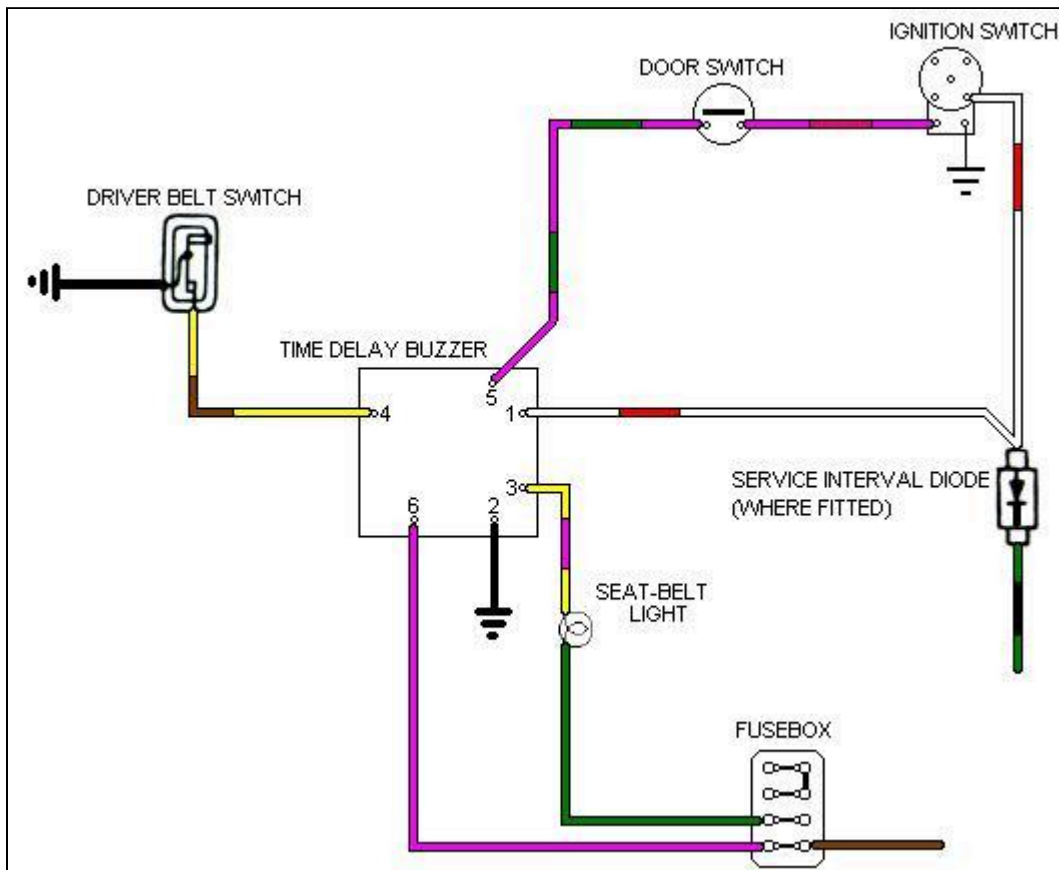 IGNITION SWITCH
DOOR SWITCH
DRIVER BELT SWITCH
TIME DELAY BUZZER
5
4
1
3
6
2
SERVICE INTERVAL DIODE
(WHERE FITTED)
SEAT-BELT
LIGHT
FUSEBOX